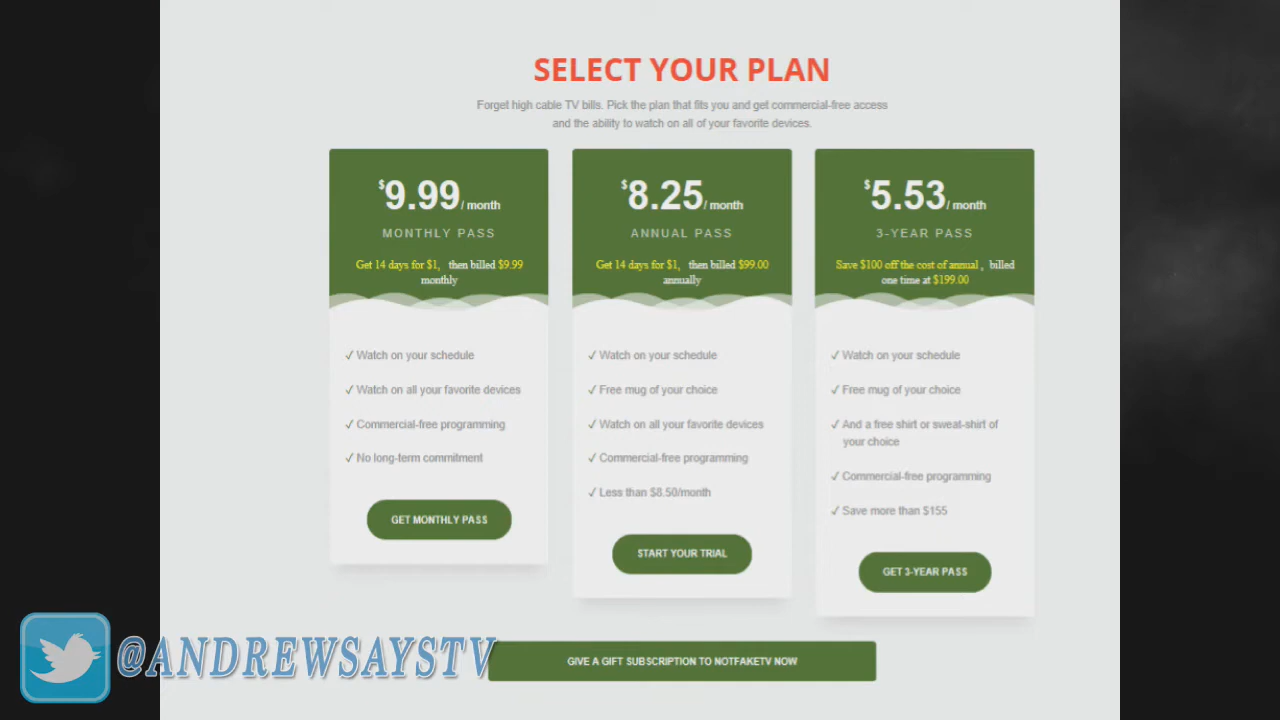 SELECT YOUR PLAN
Forget high cable TV bills. Pick the plan that fits you and get commercial-free access
and the ability to watch on all of your favorite devices.
$9.99/ month
MONTHLY PASS
Get 14 days for $1, then billed $9.99
monthly
✓ Watch on your schedule
✓ Watch on all your favorite devices
✓ Commercial-free programming
✓ No long-term commitment
GET MONTHLY PASS
$8.25/ month
ANNUAL PASS
Get 14 days for $1, then billed $99.00
annually
✓ Watch on your schedule
✓ Free mug of your choice
✓ Watch on all your favorite devices
✓ Commercial-free programming
✓ Less than $8.50/month
START YOUR TRIAL
$5.53/ month
3-YEAR PASS
Save $100 off the cost of annual , billed
one time at $199.00
✓ Watch on your schedule
✓ Free mug of your choice
✓ And a free shirt or sweat-shirt of
your choice
✓ Commercial-free programming
✓ Save more than $155
GET 3-YEAR PASS
GIVE A GIFT SUBSCRIPTION TO NOTFAKETV NOW
@ANDREWSAYSTV